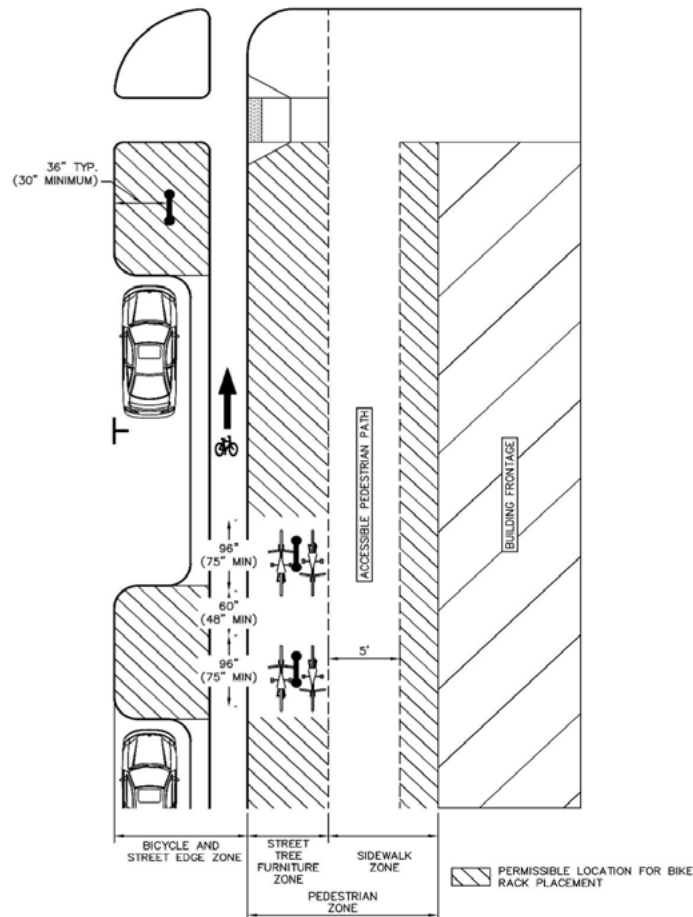 36" TYP.
(30" MINIMUM)
96"
(75" MIN)
60"
(48" MIN)
96"
(75" MIN)
ACCESSIBLE PEDESTRIAN PATH
5'
BUILDING FRONTAGE
BICYCLE AND
STREET EDGE ZONE
STREET
TREE
FURNITURE
ZONE
SIDEWALK
ZONE
PEDESTRIAN
ZONE
PERMISSIBLE LOCATION FOR BIKE
RACK PLACEMENT